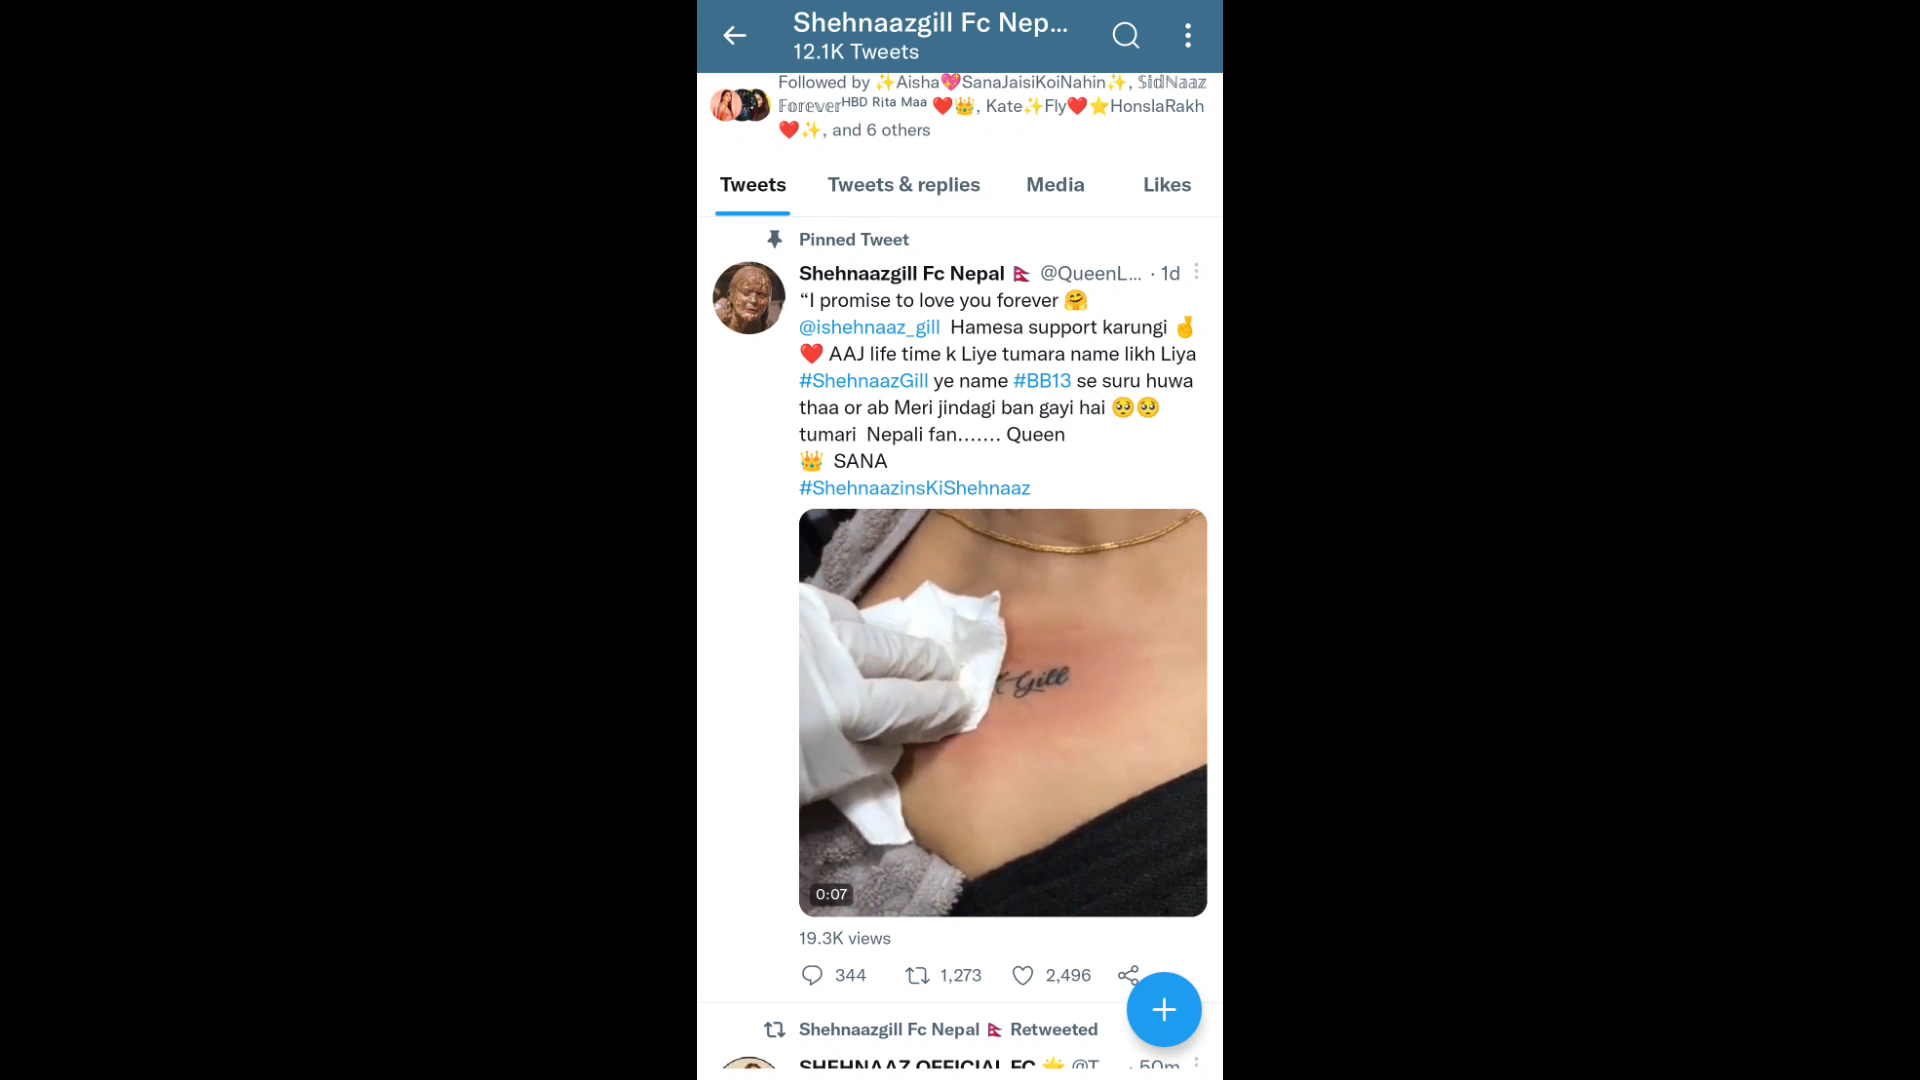 Shehnaazgill Fc Nep...
12.1K Tweets
Followed by ✨Aisha💖SanaJaisiKoiNahin✨, 𝕊𝕚𝕕ℕ𝕒𝕒𝕫
𝔽𝕠𝕣𝕖𝕧𝕖𝕣ᴴᴮᴰ ᴿⁱᵗᵃ ᴹᵃᵃ ❤️👑, Kate✨Fly❤️⭐HonslaRakh
❤️✨, and 6 others
Tweets Tweets & replies Media Likes
Pinned Tweet
Shehnaazgill Fc Nepal 🇳🇵 @QueenL... · 1d
“I promise to love you forever 🤗
@ishehnaaz_gill Hamesa support karungi 🤞
❤️ AAJ life time k Liye tumara name likh Liya
#ShehnaazGill ye name #BB13 se suru huwa
thaa or ab Meri jindagi ban gayi hai 🥺🥺
tumari Nepali fan....... Queen
👑 SANA
#ShehnaazinsKiShehnaaz
Gill
0:07
19.3K views
344 1,273 2,496
Shehnaazgill Fc Nepal 🇳🇵 Retweeted
SHEHNAAZ OFFICIAL FC 🌟 @T... · 50m